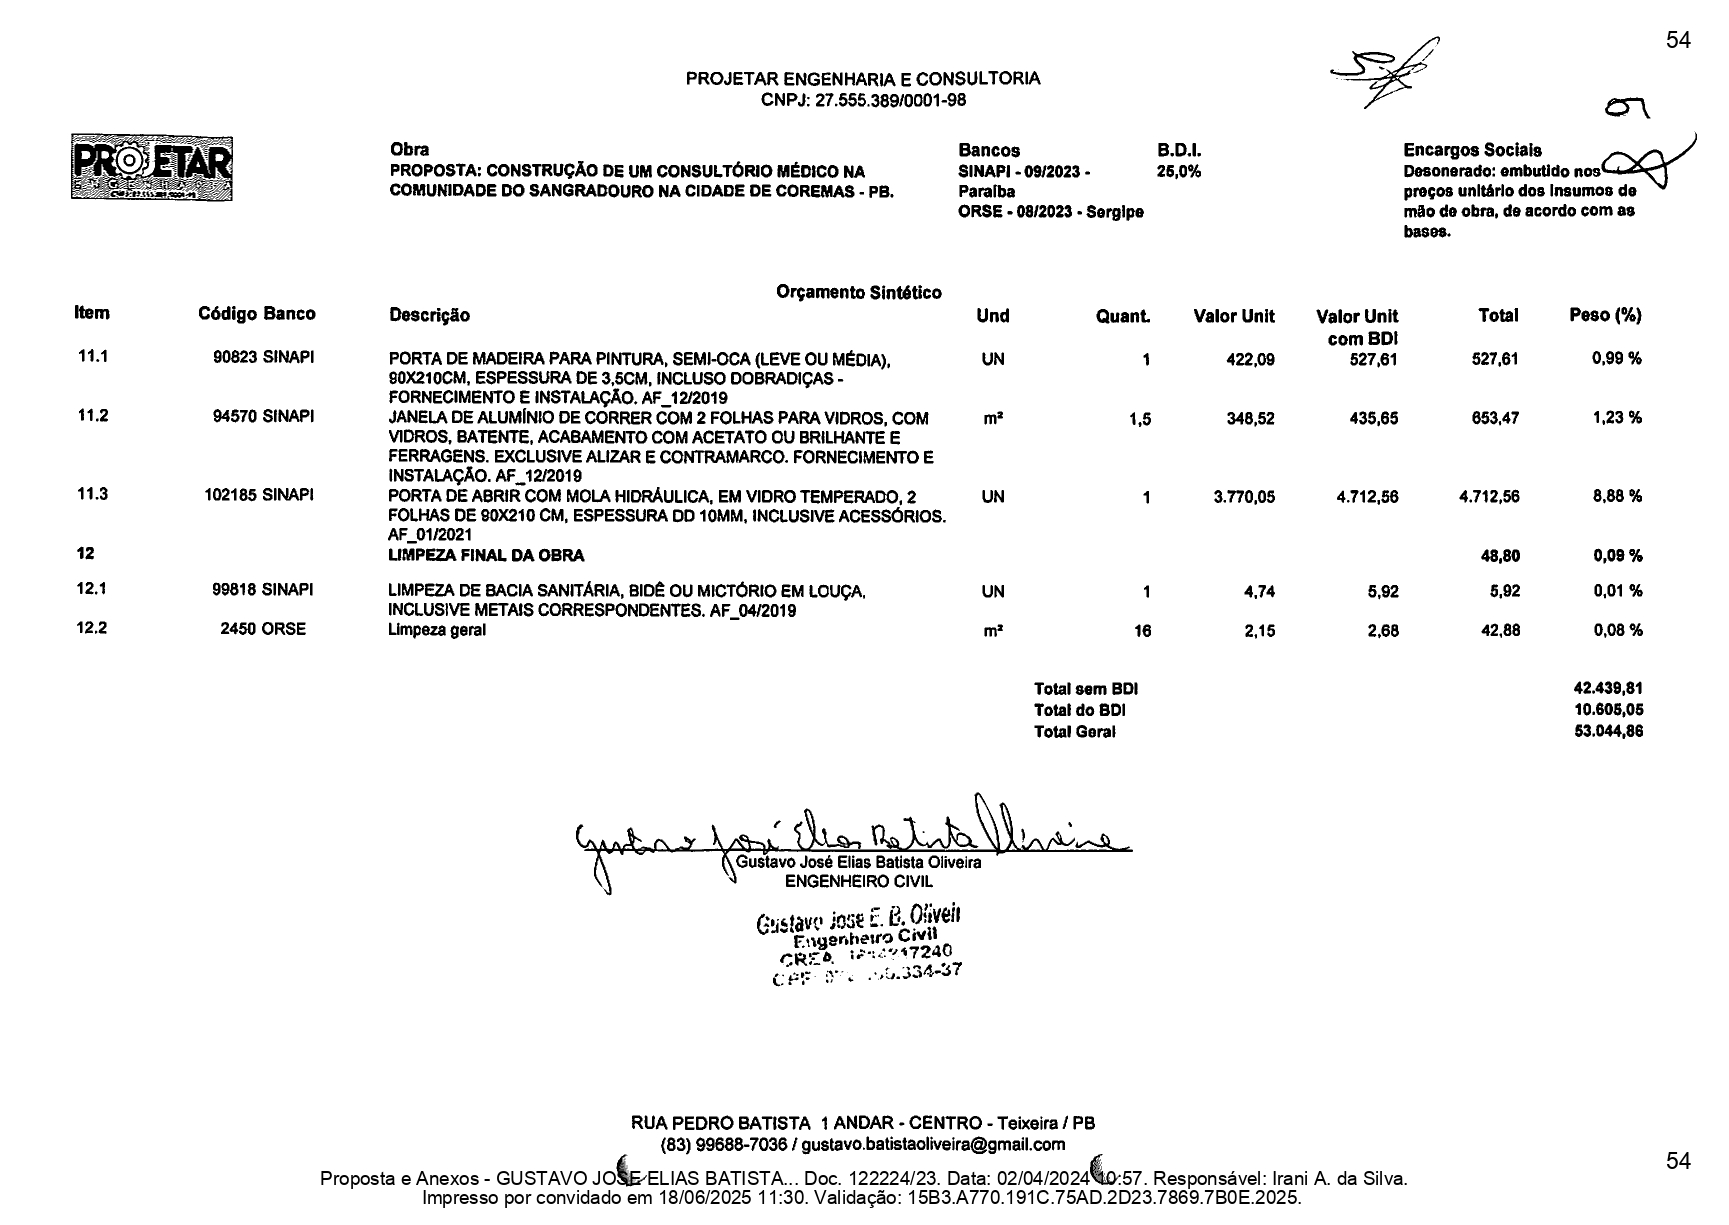 54
PROJETAR ENGENHARIA E CONSULTORIA
CNPJ: 27.555.389/0001-98
PROJETAR
ENGENHARIA
Obra
PROPOSTA: CONSTRUÇÃO DE UM CONSULTÓRIO MÉDICO NA
COMUNIDADE DO SANGRADOURO NA CIDADE DE COREMAS - PB.
Bancos
SINAPI - 09/2023 -
Paraíba
ORSE - 08/2023 - Sergipe
B.D.I.
25,0%
Encargos Sociais
Desonerado: embutido nos
preços unitário dos insumos de
mão de obra, de acordo com as
bases.
Orçamento Sintético
Item Código Banco Descrição Und Quant. Valor Unit Valor Unit Total Peso (%)
com BDI
11.1 90823 SINAPI PORTA DE MADEIRA PARA PINTURA, SEMI-OCA (LEVE OU MÉDIA), UN 1 422,09 527,61 527,61 0,99 %
90X210CM, ESPESSURA DE 3,5CM, INCLUSO DOBRADIÇAS -
FORNECIMENTO E INSTALAÇÃO. AF_12/2019
11.2 94570 SINAPI JANELA DE ALUMÍNIO DE CORRER COM 2 FOLHAS PARA VIDROS, COM m² 1,5 348,52 435,65 653,47 1,23 %
VIDROS, BATENTE, ACABAMENTO COM ACETATO OU BRILHANTE E
FERRAGENS. EXCLUSIVE ALIZAR E CONTRAMARCO. FORNECIMENTO E
INSTALAÇÃO. AF_12/2019
11.3 102185 SINAPI PORTA DE ABRIR COM MOLA HIDRÁULICA, EM VIDRO TEMPERADO, 2 UN 1 3.770,05 4.712,56 4.712,56 8,88 %
FOLHAS DE 90X210 CM, ESPESSURA DD 10MM, INCLUSIVE ACESSÓRIOS.
AF_01/2021
12 LIMPEZA FINAL DA OBRA 48,80 0,09 %
12.1 99818 SINAPI LIMPEZA DE BACIA SANITÁRIA, BIDÊ OU MICTÓRIO EM LOUÇA, UN 1 4,74 5,92 5,92 0,01 %
INCLUSIVE METAIS CORRESPONDENTES. AF_04/2019
12.2 2450 ORSE Limpeza geral m² 16 2,15 2,68 42,88 0,08 %
Total sem BDI 42.439,81
Total do BDI 10.605,05
Total Geral 53.044,86
Gustavo José Elias Batista Oliveira
Gustavo José Elias Batista Oliveira
ENGENHEIRO CIVIL
Gustavo Jose E. B. Oliveir
Engenheiro Civil
CREA
CPF
RUA PEDRO BATISTA 1 ANDAR - CENTRO - Teixeira / PB
(83) 99688-7036 / gustavo.batistaoliveira@gmail.com
54
Proposta e Anexos - GUSTAVO JOSE ELIAS BATISTA... Doc. 122224/23. Data: 02/04/2024 10:57. Responsável: Irani A. da Silva.
Impresso por convidado em 18/06/2025 11:30. Validação: 15B3.A770.191C.75AD.2D23.7869.7B0E.2025.